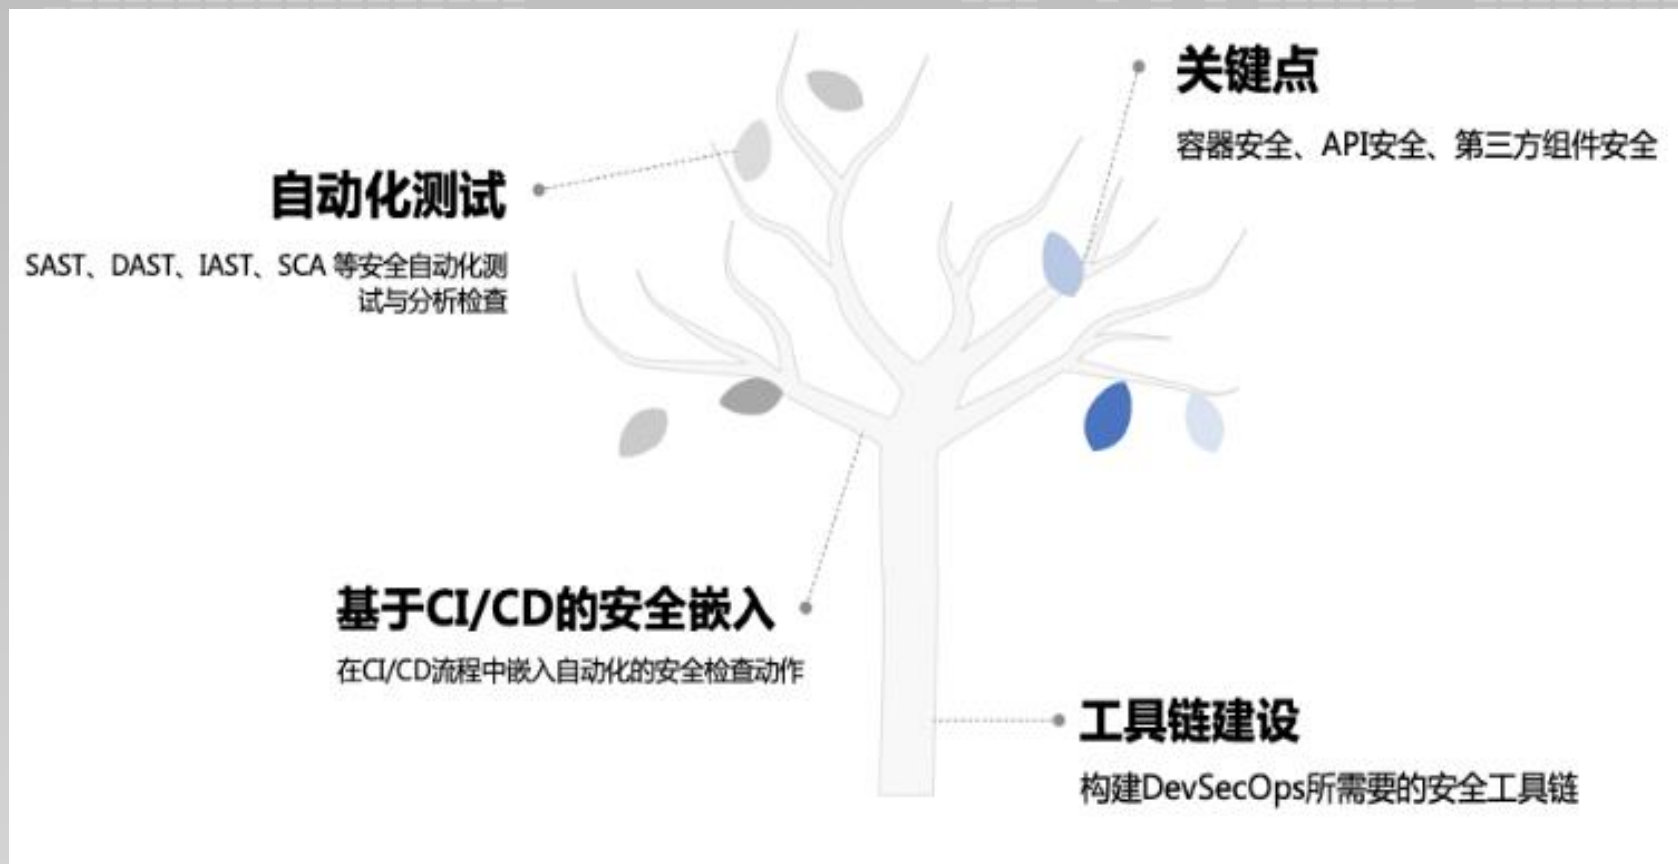 关键点
容器安全、API安全、第三方组件安全
自动化测试
SAST、DAST、IAST、SCA 等安全自动化测
试与分析检查
基于CI/CD的安全嵌入
在CI/CD流程中嵌入自动化的安全检查动作
工具链建设
构建DevSecOps所需要的安全工具链